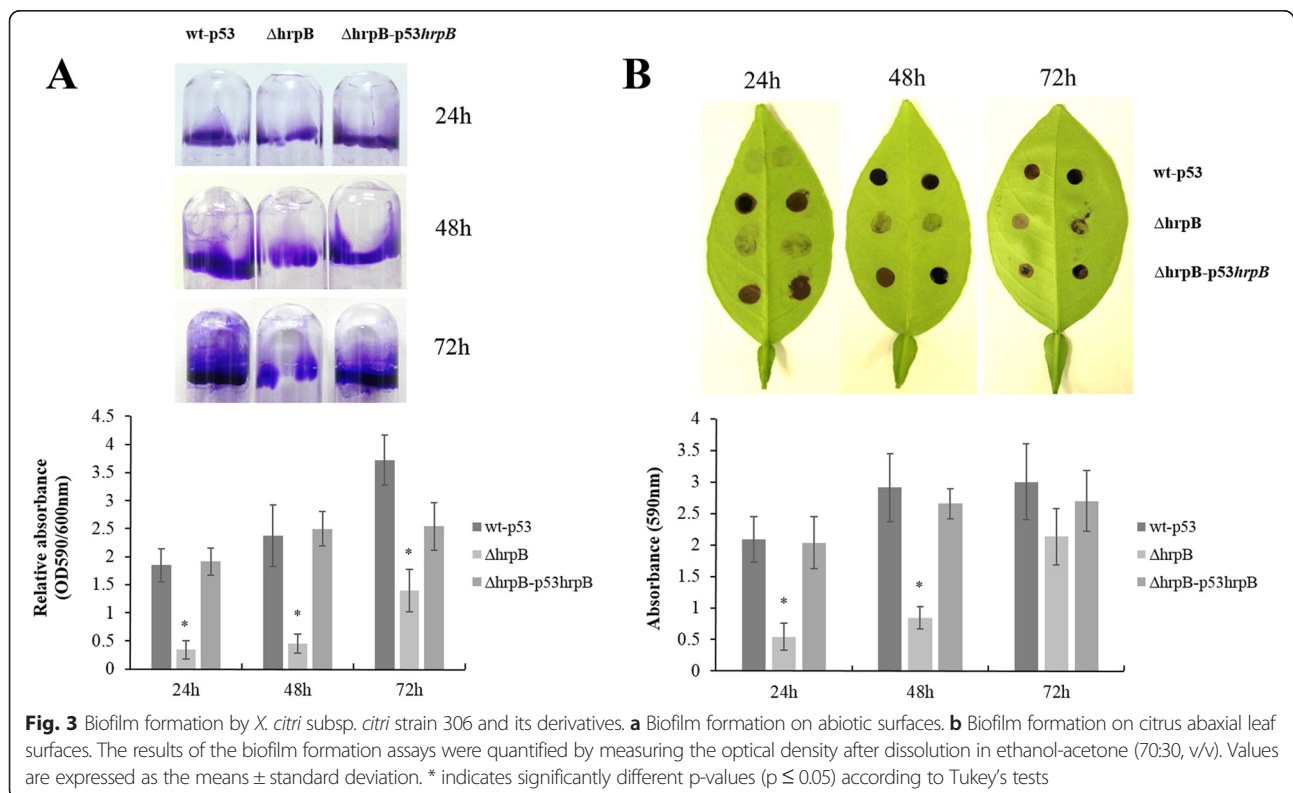 wt-p53 ΔhrpB ΔhrpB-p53hrpB
A
24h
48h
72h
4.5
4
3.5
3
2.5
2
1.5
1
0.5
0
Relative absorbance
(OD590/600nm)
*
*
*
24h 48h 72h
wt-p53
ΔhrpB
ΔhrpB-p53hrpB
B
24h 48h 72h
wt-p53
ΔhrpB
ΔhrpB-p53hrpB
4
3.5
3
2.5
2
1.5
1
0.5
0
Absorbance (590nm)
*
*
24h 48h 72h
wt-p53
ΔhrpB
ΔhrpB-p53hrpB
Fig. 3 Biofilm formation by X. citri subsp. citri strain 306 and its derivatives. a Biofilm formation on abiotic surfaces. b Biofilm formation on citrus abaxial leaf
surfaces. The results of the biofilm formation assays were quantified by measuring the optical density after dissolution in ethanol-acetone (70:30, v/v). Values
are expressed as the means ± standard deviation. * indicates significantly different p-values (p ≤ 0.05) according to Tukey's tests